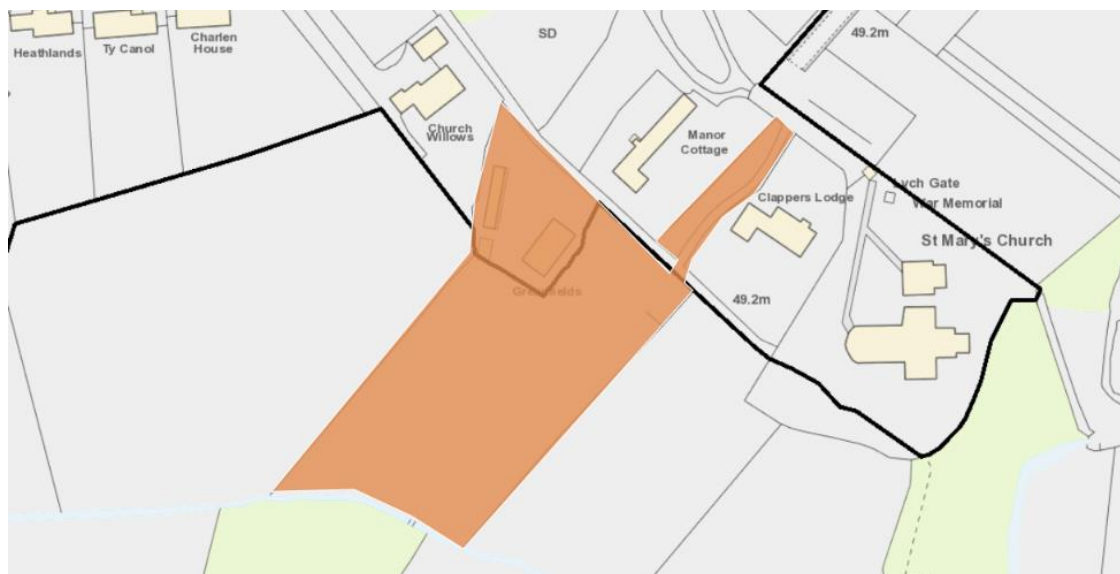 Heathlands
Ty Canol
Charlen
House
SD
49.2m
Church
Willows
Manor
Cottage
Lych Gate
War Memorial
Clappers Lodge
St Mary's Church
Greenfields
49.2m